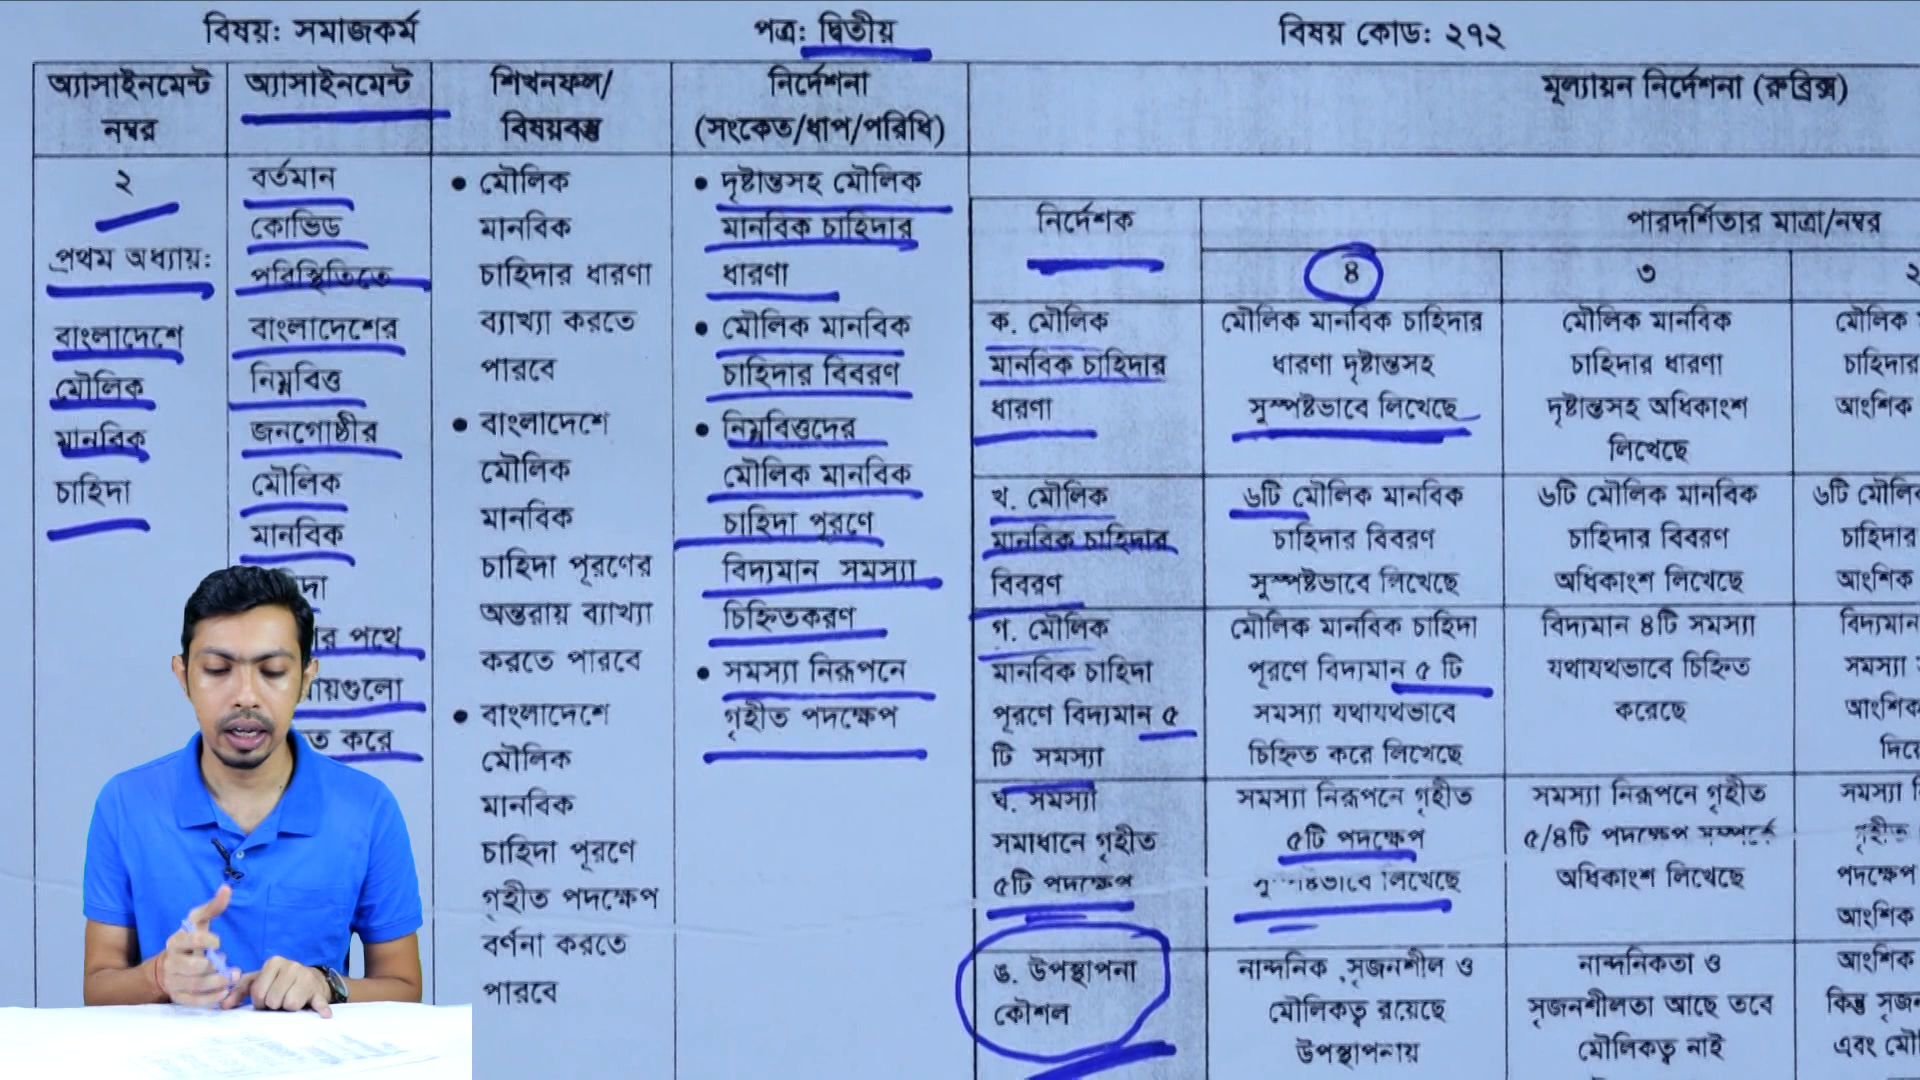 বিষয়: সমাজকর্ম
পত্র: দ্বিতীয়
বিষয় কোড: ২৭২
অ্যাসাইনমেন্ট
নম্বর
অ্যাসাইনমেন্ট
শিখনফল/
বিষয়বস্তু
নির্দেশনা
(সংকেত/ধাপ/পরিধি)
মূল্যায়ন নির্দেশনা (রুব্রিক্স)
২
প্রথম অধ্যায়:
বাংলাদেশে
মৌলিক
মানবিক
চাহিদা
বর্তমান
কোভিড
পরিস্থিতিতে
বাংলাদেশের
নিম্নবিত্ত
জনগোষ্ঠীর
মৌলিক
মানবিক
দা
র পথে
য়গুলো
ত করে
• মৌলিক
মানবিক
চাহিদার ধারণা
ব্যাখ্যা করতে
পারবে
• বাংলাদেশে
মৌলিক
মানবিক
চাহিদা পূরণের
অন্তরায় ব্যাখ্যা
করতে পারবে
• বাংলাদেশে
মৌলিক
মানবিক
চাহিদা পূরণে
গৃহীত পদক্ষেপ
বর্ণনা করতে
পারবে
• দৃষ্টান্তসহ মৌলিক
মানবিক চাহিদার
ধারণা
• মৌলিক মানবিক
চাহিদার বিবরণ
• নিম্নবিত্তদের
মৌলিক মানবিক
চাহিদা পূরণে
বিদ্যমান সমস্যা
চিহ্নিতকরণ
• সমস্যা নিরূপনে
গৃহীত পদক্ষেপ
নির্দেশক
পারদর্শিতার মাত্রা/নম্বর
৪
৩
২
ক. মৌলিক
মানবিক চাহিদার
ধারণা
মৌলিক মানবিক চাহিদার
ধারণা দৃষ্টান্তসহ
সুস্পষ্টভাবে লিখেছে
মৌলিক মানবিক
চাহিদার ধারণা
দৃষ্টান্তসহ অধিকাংশ
লিখেছে
মৌলিক
চাহিদার
আংশিক
খ. মৌলিক
মানবিক চাহিদার
বিবরণ
৬টি মৌলিক মানবিক
চাহিদার বিবরণ
সুস্পষ্টভাবে লিখেছে
৬টি মৌলিক মানবিক
চাহিদার বিবরণ
অধিকাংশ লিখেছে
৬টি মৌলিক
চাহিদার
আংশিক
গ. মৌলিক
মানবিক চাহিদা
পূরণে বিদ্যমান ৫
টি সমস্যা
মৌলিক মানবিক চাহিদা
পূরণে বিদ্যমান ৫ টি
সমস্যা যথাযথভাবে
চিহ্নিত করে লিখেছে
বিদ্যমান ৪টি সমস্যা
যথাযথভাবে চিহ্নিত
করেছে
বিদ্যমান
সমস্যা
আংশিক
দিয়ে
ঘ. সমস্যা
সমাধানে গৃহীত
৫টি পদক্ষেপ
সমস্যা নিরূপনে গৃহীত
৫টি পদক্ষেপ
লিখেছে
সমস্যা নিরূপনে গৃহীত
৫/৪টি পদক্ষেপ সম্পর্কে
অধিকাংশ লিখেছে
সমস্যা
গৃহীত
পদক্ষেপ
আংশিক
ঙ. উপস্থাপনা
কৌশল
নান্দনিক ,সৃজনশীল ও
মৌলিকত্ব রয়েছে
উপস্থাপনায়
নান্দনিকতা ও
সৃজনশীলতা আছে তবে
মৌলিকত্ব নাই
আংশিক
কিন্তু
এবং